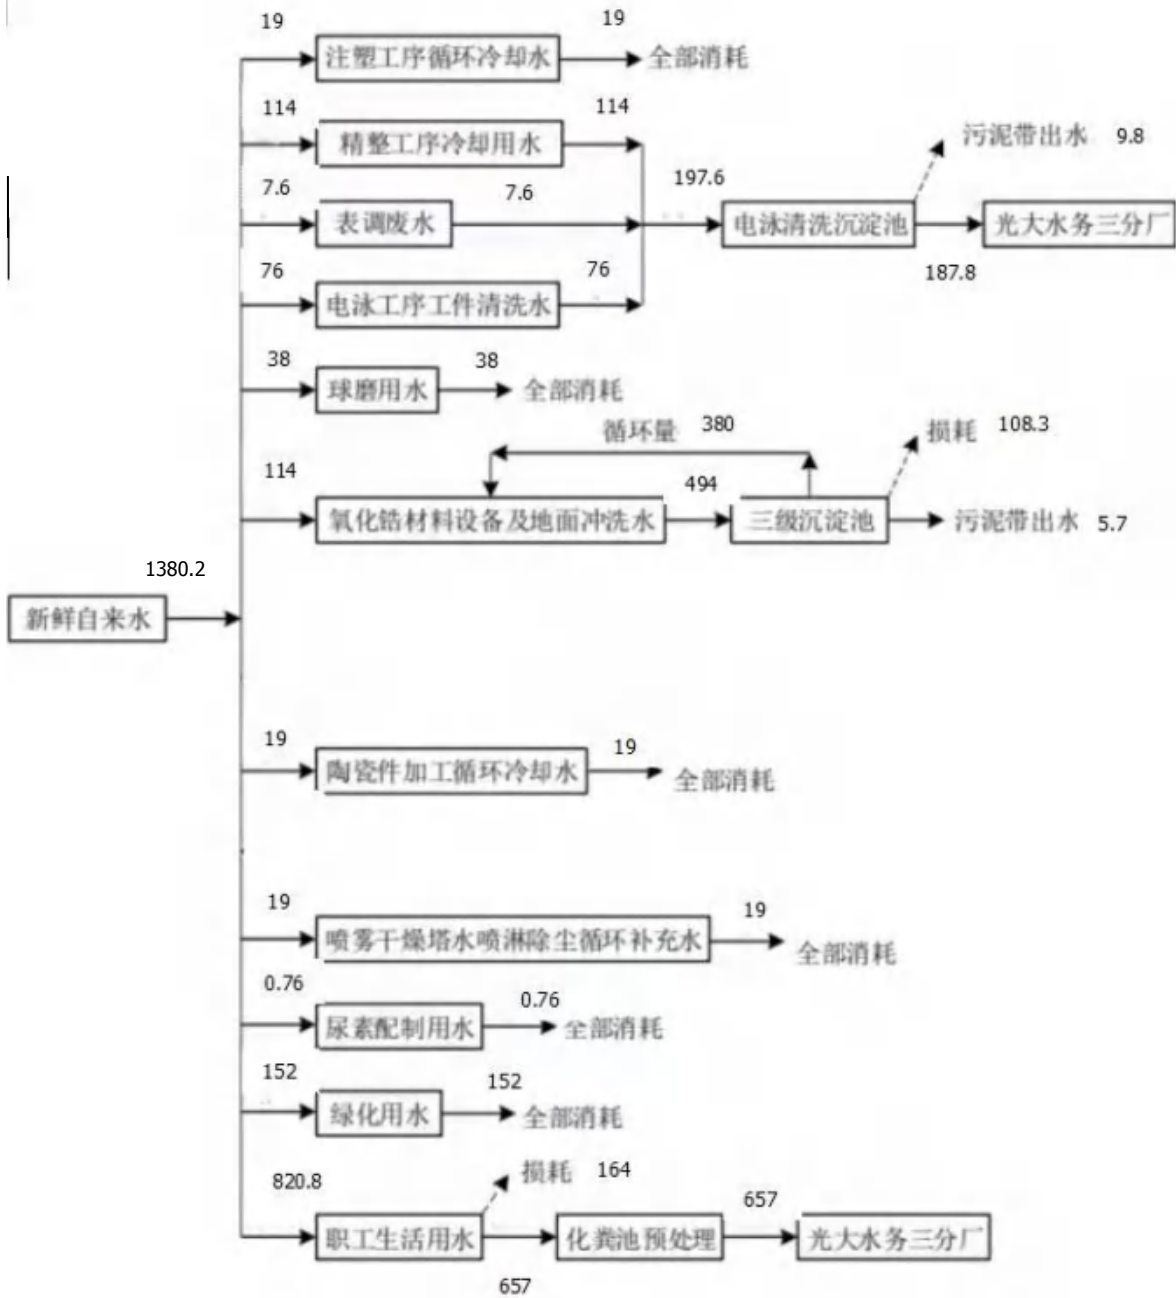 19
19
注塑工序循环冷却水
全部消耗
114
114
精整工序冷却用水
污泥带出水 9.8
7.6
7.6
197.6
表调废水
电泳清洗沉淀池
光大水务三分厂
76
76
187.8
电泳工序工件清洗水
38
38
球磨用水
全部消耗
循环量 380
损耗 108.3
114
494
氧化锆材料设备及地面冲洗水
三级沉淀池
污泥带出水 5.7
1380.2
新鲜自来水
19
19
陶瓷件加工循环冷却水
全部消耗
19
19
喷雾干燥塔水喷淋除尘循环补充水
全部消耗
0.76
0.76
尿素配制用水
全部消耗
152
152
绿化用水
全部消耗
820.8
损耗 164
657
职工生活用水
化粪池预处理
光大水务三分厂
657